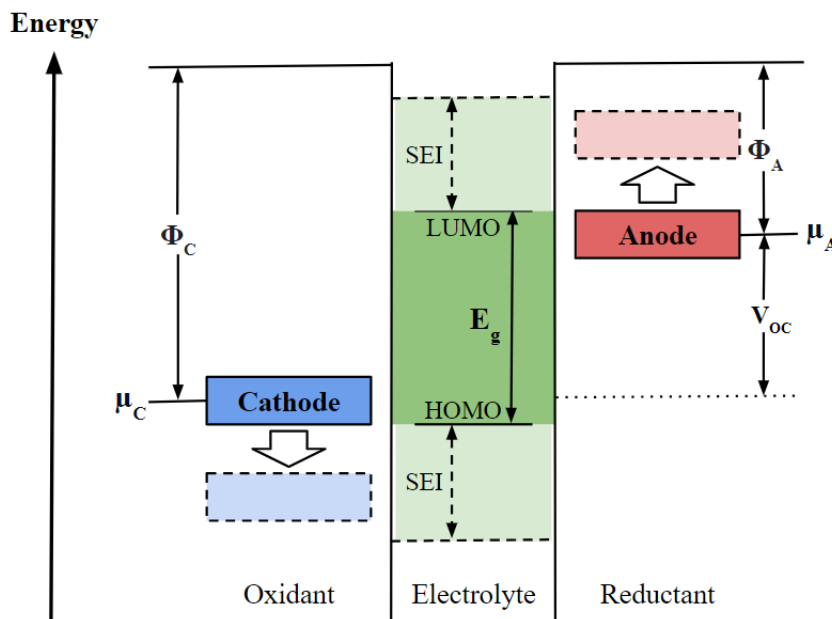 Energy
SEI
Φ_A
LUMO
Anode
μ_A
Φ_C
E_g
V_OC
μ_C
Cathode
HOMO
SEI
Oxidant
Electrolyte
Reductant